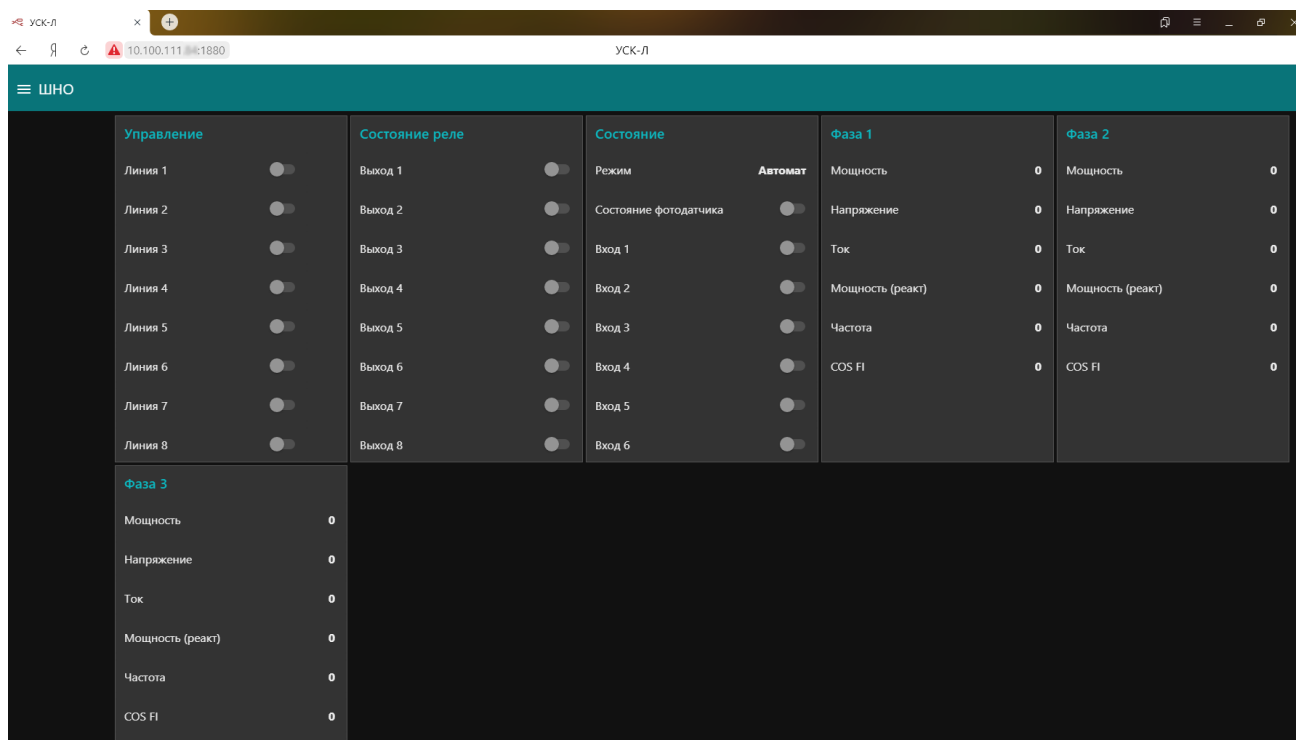 УСК-Л
10.100.111. :1880
УСК-Л
ШНО
Управление
Линия 1
Линия 2
Линия 3
Линия 4
Линия 5
Линия 6
Линия 7
Линия 8
Состояние реле
Выход 1
Выход 2
Выход 3
Выход 4
Выход 5
Выход 6
Выход 7
Выход 8
Состояние
Режим Автомат
Состояние фотодатчика
Вход 1
Вход 2
Вход 3
Вход 4
Вход 5
Вход 6
Фаза 1
Мощность 0
Напряжение 0
Ток 0
Мощность (реакт) 0
Частота 0
COS FI 0
Фаза 2
Мощность 0
Напряжение 0
Ток 0
Мощность (реакт) 0
Частота 0
COS FI 0
Фаза 3
Мощность 0
Напряжение 0
Ток 0
Мощность (реакт) 0
Частота 0
COS FI 0